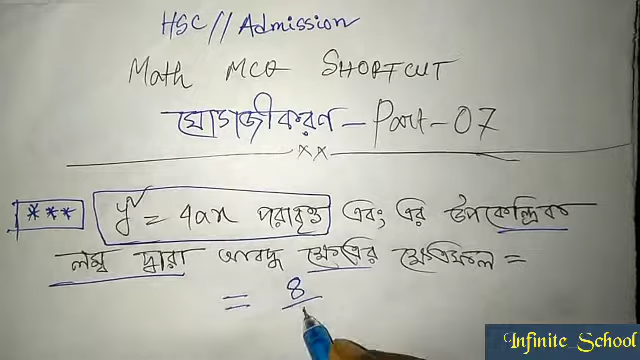 HSC // Admission
Math MCQ SHORTCUT
যোগজীকরণ - Part - 07
××
*** y² = 4ax পরাবৃত্ত এবং এর উপকেন্দ্রিক
লম্ব দ্বারা আবদ্ধ ক্ষেত্রের ক্ষেত্রফল =
= 8
Infinite School